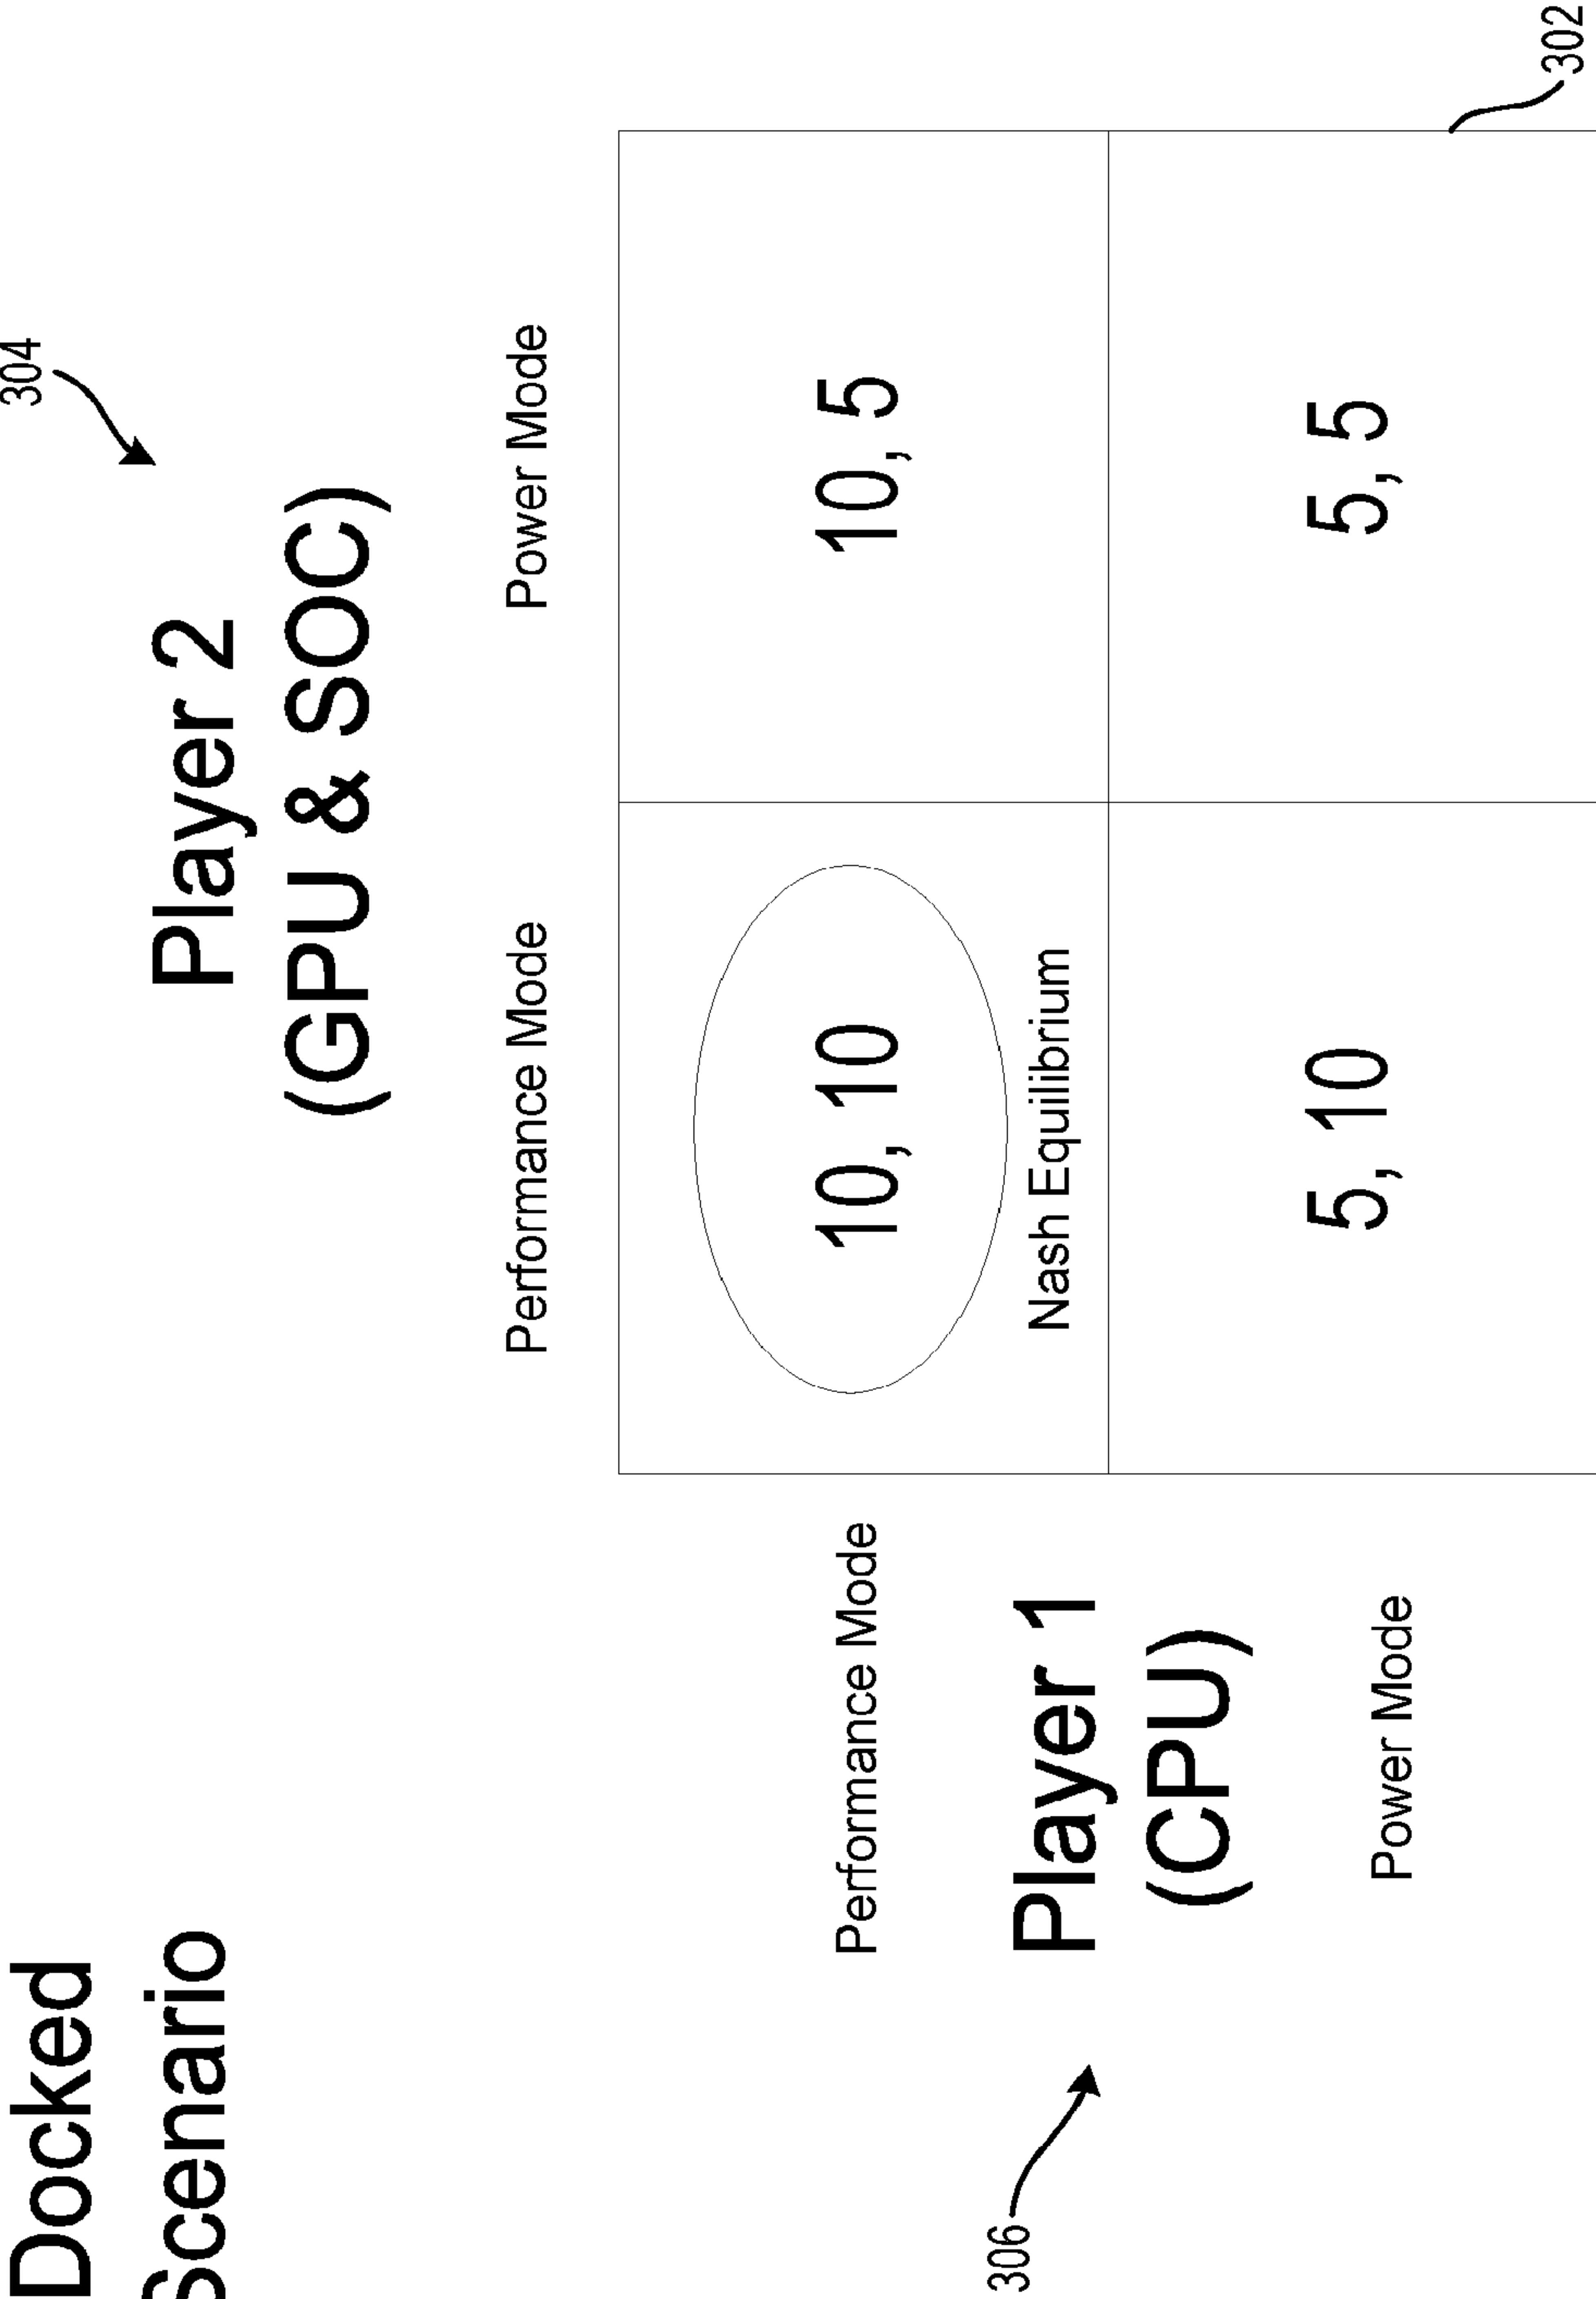 Docked
Scenario
304
Player 2
(GPU & SOC)
Performance Mode
Power Mode
Performance Mode
10, 10
10, 5
Nash Equilibrium
306
Player 1
(CPU)
Power Mode
5, 10
5, 5
302